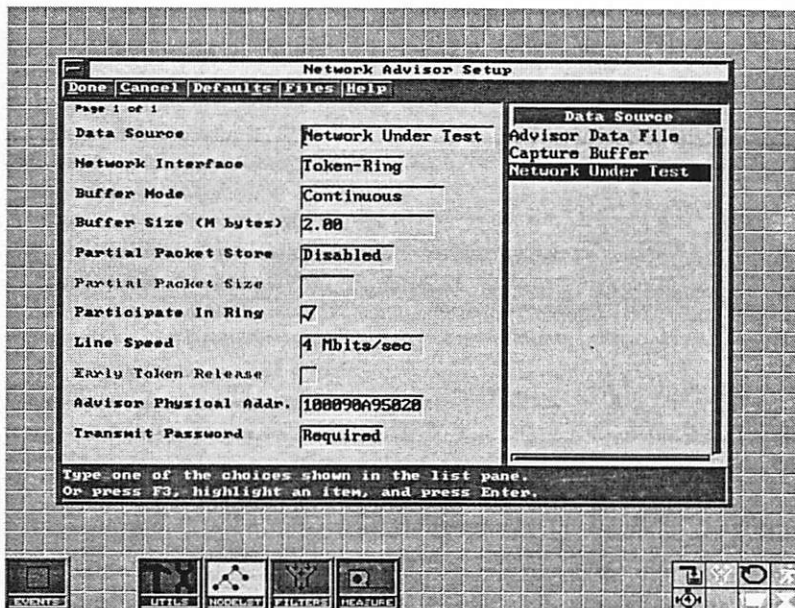 Network Advisor Setup
Done Cancel Defaults Files Help
Page 1 of 1
Data Source Network Under Test
Network Interface Token-Ring
Buffer Mode Continuous
Buffer Size (M bytes) 2.00
Partial Packet Store Disabled
Partial Packet Size
Participate In Ring
Line Speed 4 Mbits/sec
Early Token Release
Advisor Physical Addr. 100090A95020
Transmit Password Required
Data Source
Advisor Data File
Capture Buffer
Network Under Test
Type one of the choices shown in the list pane.
Or press F3, highlight an item, and press Enter.
EVENTS UTILS NODELST FILTERS MEASURE
4